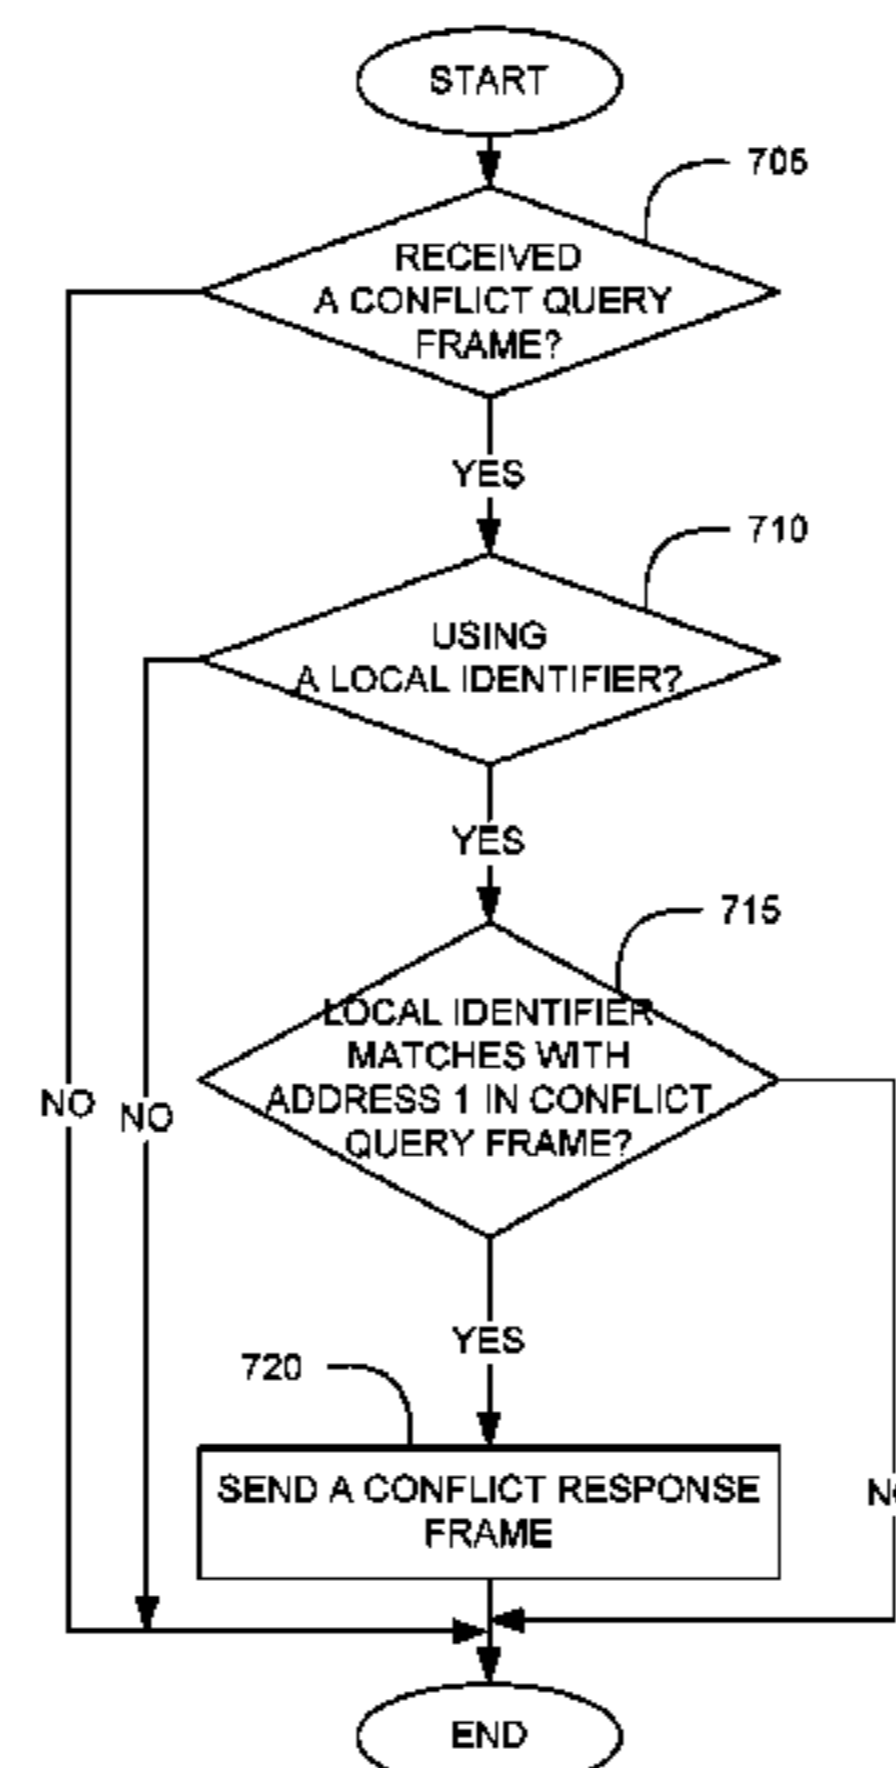 START
705
RECEIVED
A CONFLICT QUERY
FRAME?
YES
710
USING
A LOCAL IDENTIFIER?
YES
715
LOCAL IDENTIFIER
MATCHES WITH
ADDRESS 1 IN CONFLICT
QUERY FRAME?
NO
NO
YES
720
SEND A CONFLICT RESPONSE
FRAME
END